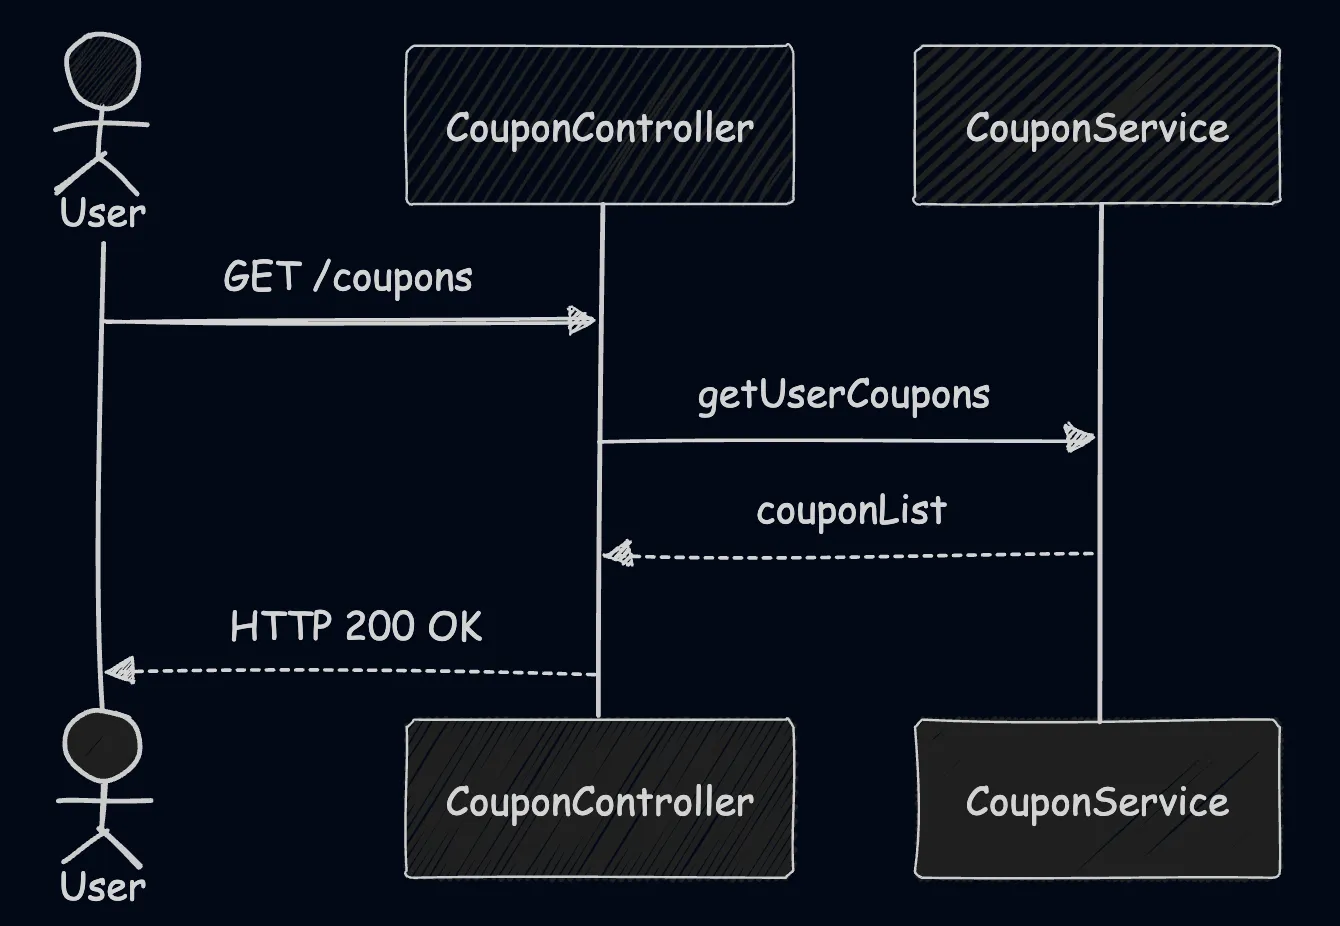 User
CouponController
CouponService
GET /coupons
getUserCoupons
couponList
HTTP 200 OK
User
CouponController
CouponService